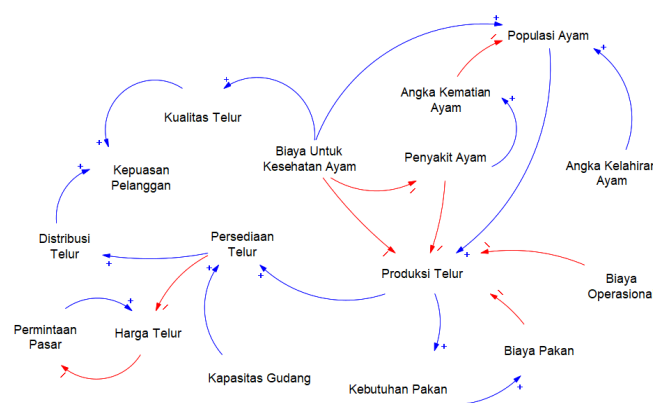 Populasi Ayam
Angka Kematian
Ayam
Kualitas Telur
Biaya Untuk
Kesehatan Ayam
Penyakit Ayam
Angka Kelahiran
Ayam
Kepuasan
Pelanggan
Distribusi
Telur
Persediaan
Telur
Produksi Telur
Biaya
Operasiona
Permintaan
Pasar
Harga Telur
Biaya Pakan
Kapasitas Gudang
Kebutuhan Pakan